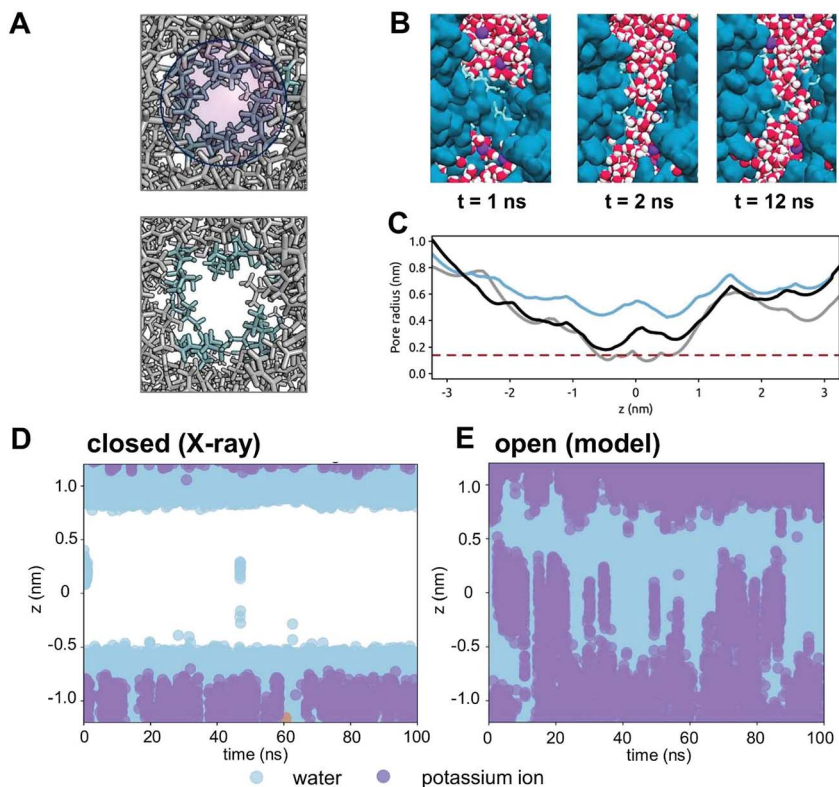 A
B
t = 1 ns
t = 2 ns
t = 12 ns
C
Pore radius (nm)
1.0
0.8
0.6
0.4
0.2
0.0
-3
-2
-1
0
1
2
3
z (nm)
D closed (X-ray)
z (nm)
1.0
0.5
0
-0.5
-1.0
0
20
40
60
80
100
time (ns)
E open (model)
z (nm)
1.0
0.5
0
-0.5
-1.0
0
20
40
60
80
100
time (ns)
water
potassium ion